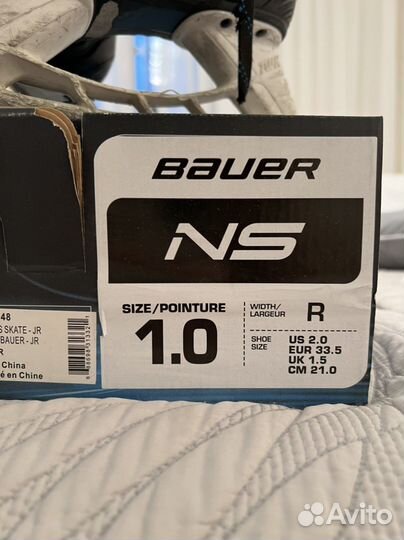 BAUER
NS
SIZE/POINTURE
1.0
WIDTH/
LARGEUR
R
SHOE
SIZE
US 2.0
EUR 33.5
UK 1.5
CM 21.0
48
S SKATE - JR
BAUER - JR
R
China
é en Chine
Avito